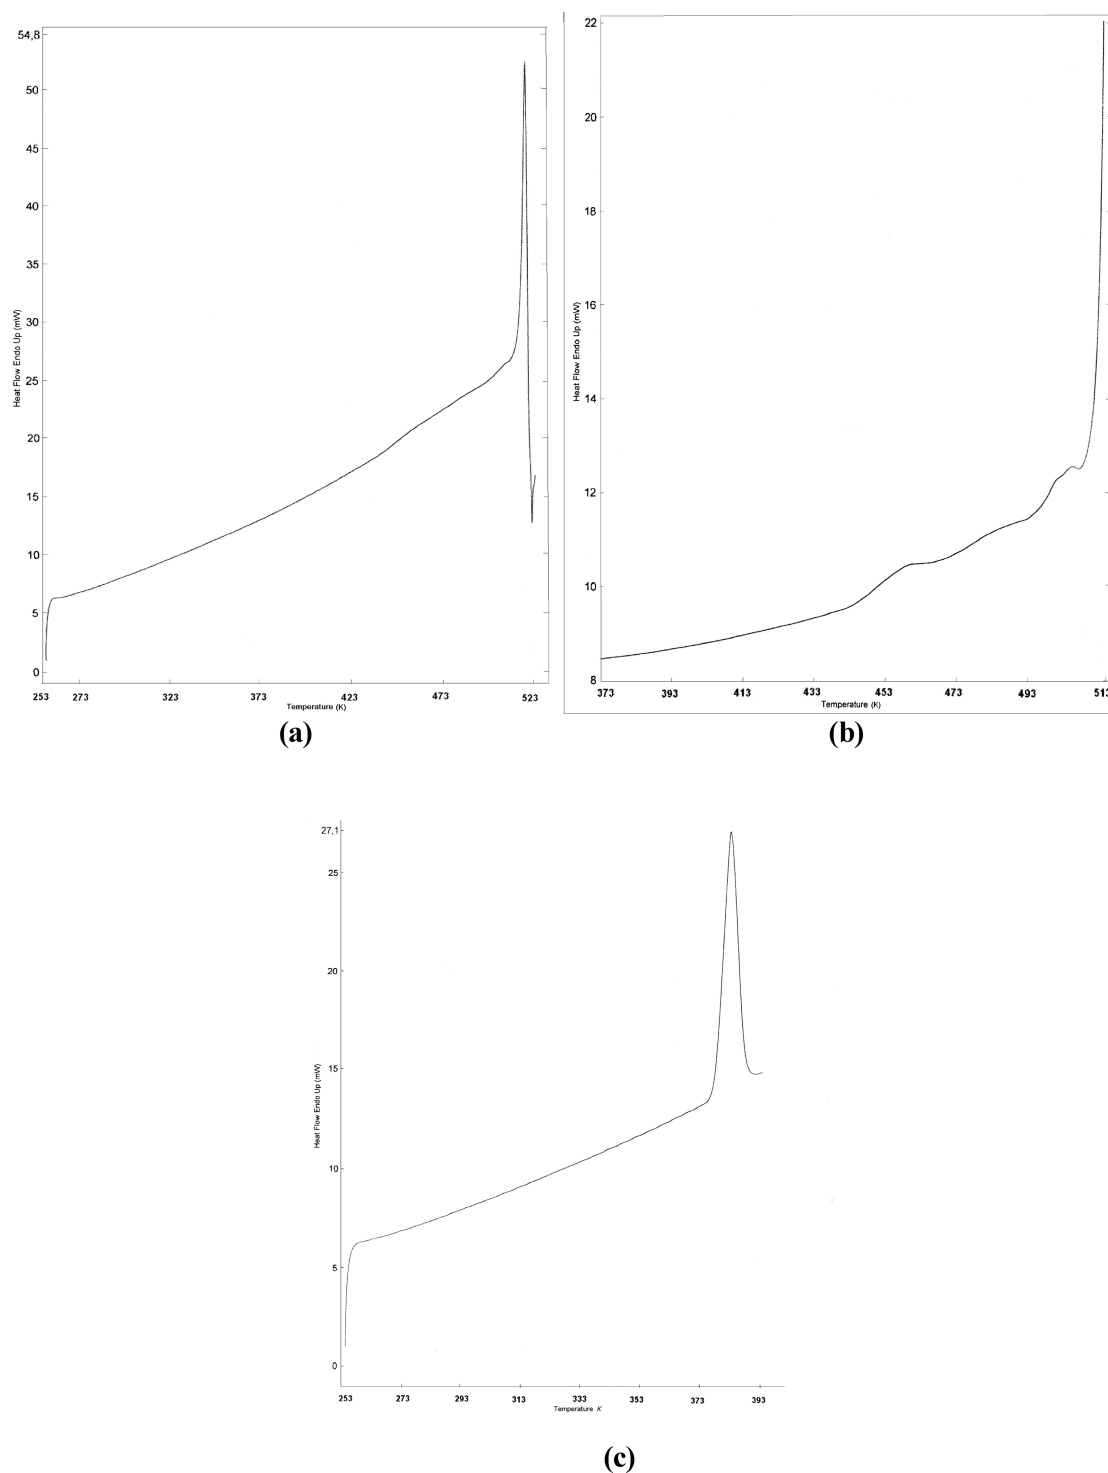 54,8
50
45
40
35
30
25
20
15
10
5
0
Heat Flow Endo Up (mW)
253 273 323 373 423 473 523
Temperature (K)
(a)
22
20
18
16
14
12
10
8
Heat Flow Endo Up (mW)
373 393 413 433 453 473 493 513
Temperature (K)
(b)
27,1
25
20
15
10
5
0
Heat Flow Endo Up (mW)
253 273 293 313 333 353 373 393
Temperature K
(c)